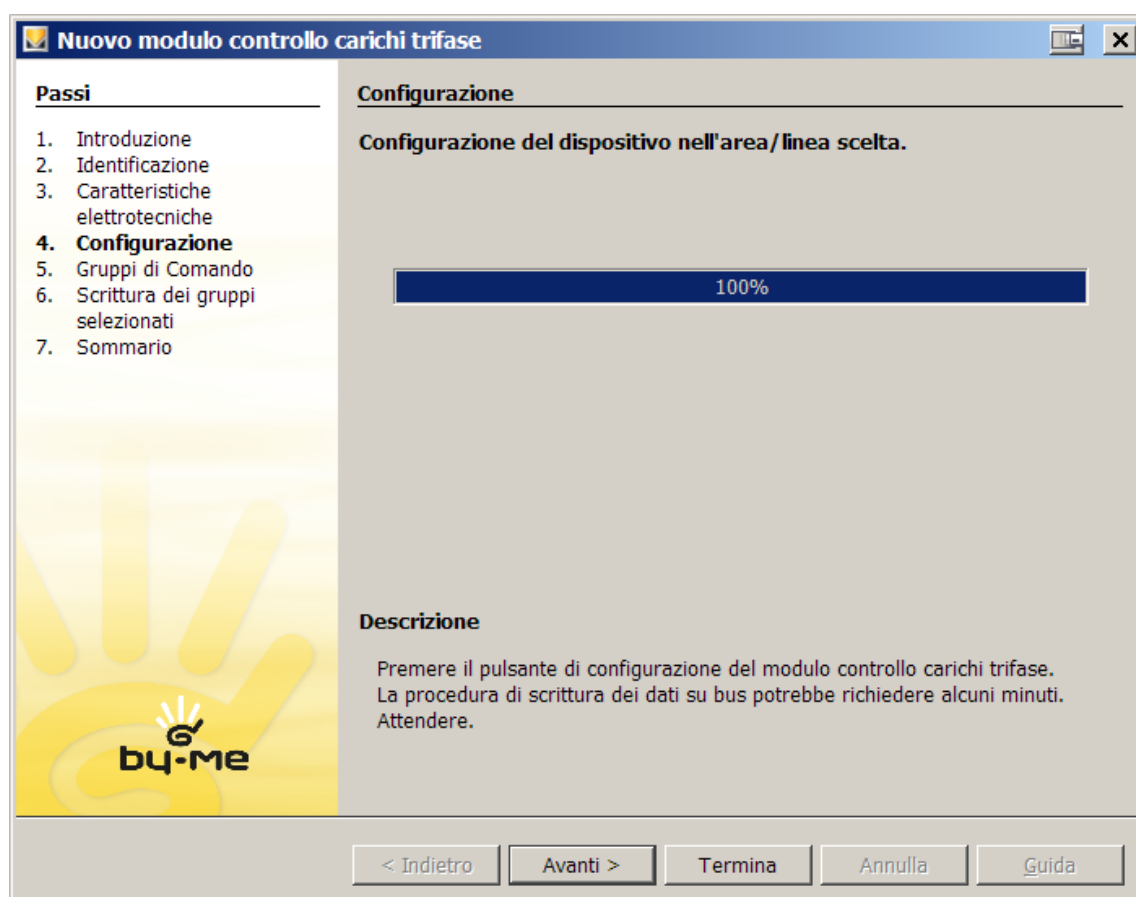 Nuovo modulo controllo carichi trifase
Passi
1. Introduzione
2. Identificazione
3. Caratteristiche
elettrotecniche
4. Configurazione
5. Gruppi di Comando
6. Scrittura dei gruppi
selezionati
7. Sommario
by-me
Configurazione
Configurazione del dispositivo nell'area/linea scelta.
100%
Descrizione
Premere il pulsante di configurazione del modulo controllo carichi trifase.
La procedura di scrittura dei dati su bus potrebbe richiedere alcuni minuti.
Attendere.
< Indietro
Avanti >
Termina
Annulla
Guida